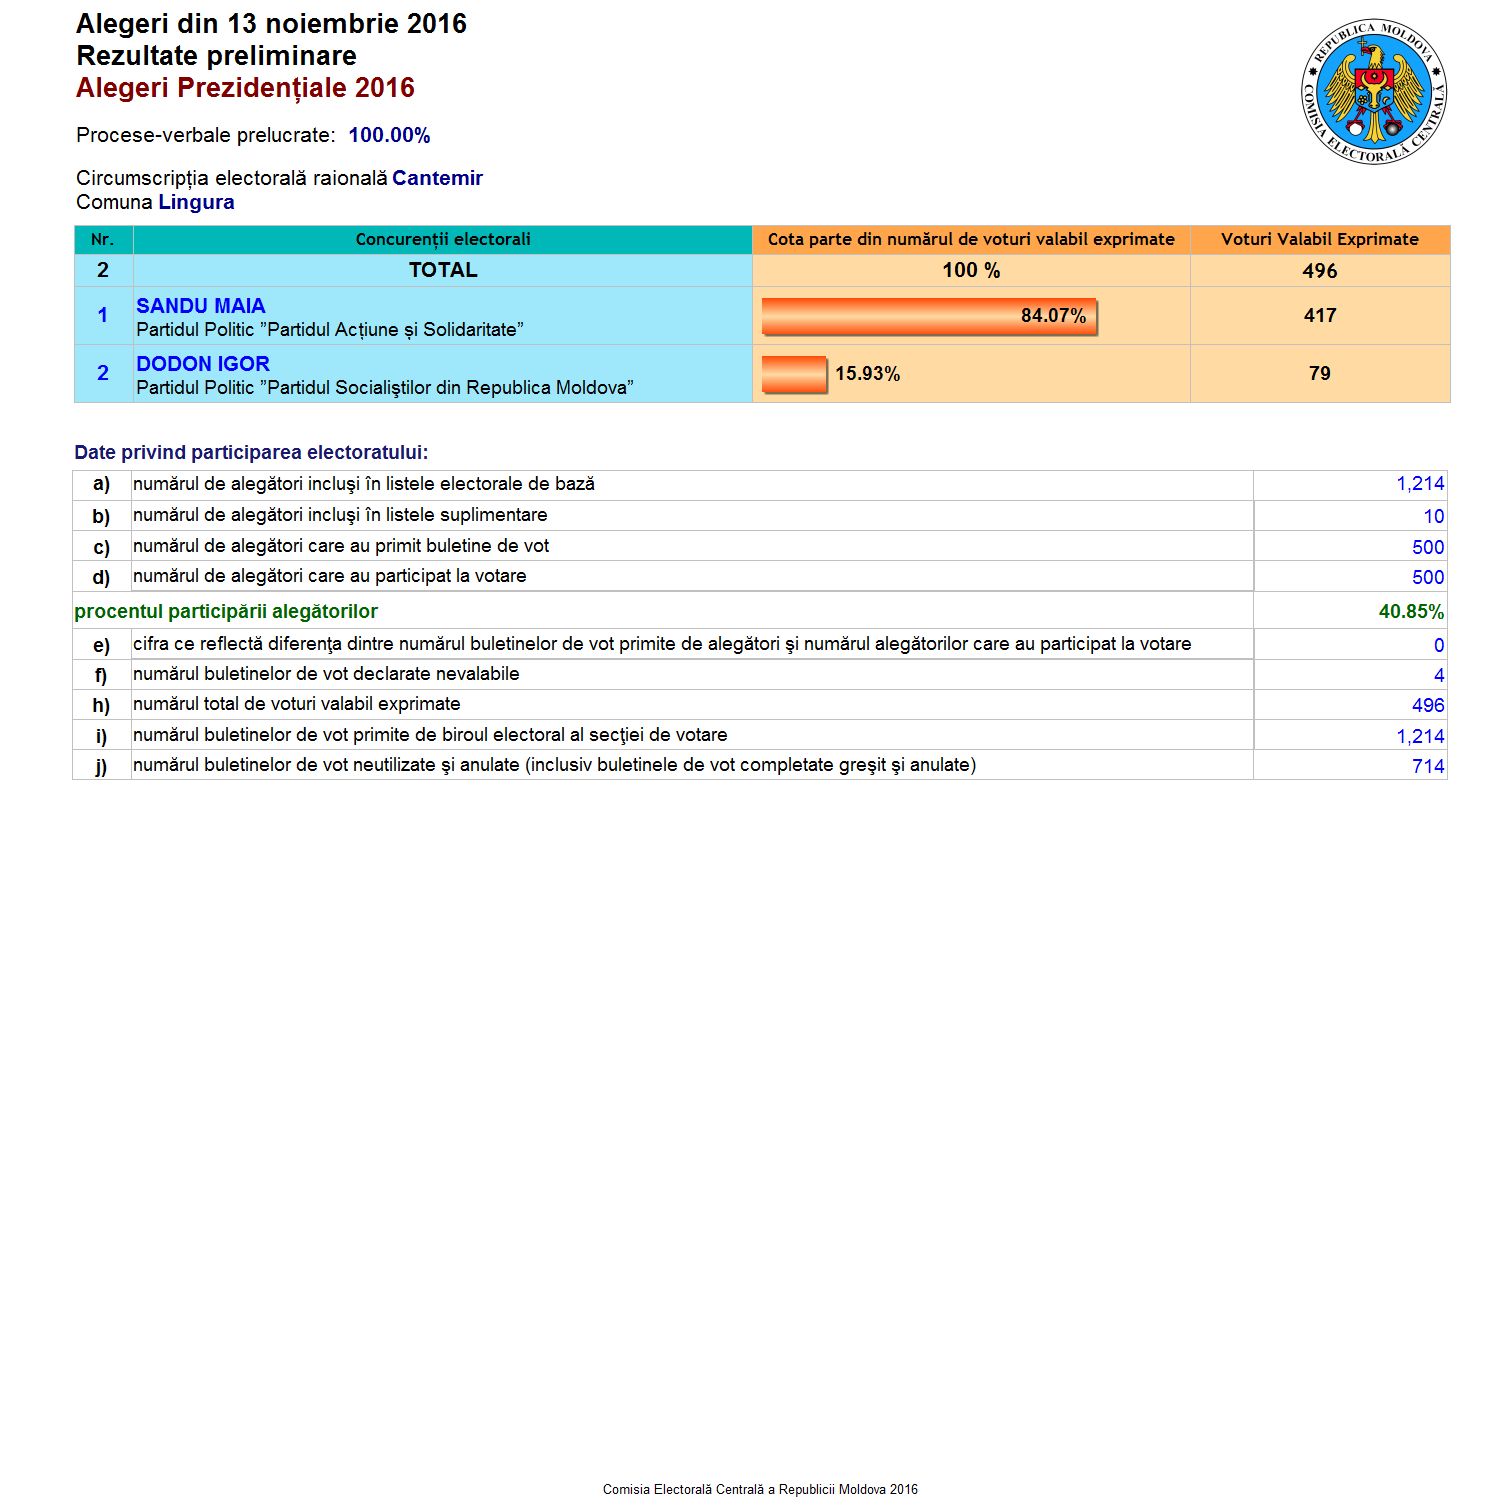 Alegeri din 13 noiembrie 2016
Rezultate preliminare
Alegeri Prezidențiale 2016
REPUBLICA MOLDOVA
COMISIA ELECTORALĂ CENTRALĂ
Procese-verbale prelucrate: 100.00%
Circumscripția electorală raională Cantemir
Comuna Lingura
Nr. Concurenții electorali Cota parte din numărul de voturi valabil exprimate Voturi Valabil Exprimate
2 TOTAL 100 % 496
1 SANDU MAIA 84.07% 417
Partidul Politic ”Partidul Acțiune și Solidaritate”
2 DODON IGOR 15.93% 79
Partidul Politic ”Partidul Socialiştilor din Republica Moldova”
Date privind participarea electoratului:
a) numărul de alegători incluşi în listele electorale de bază 1,214
b) numărul de alegători incluşi în listele suplimentare 10
c) numărul de alegători care au primit buletine de vot 500
d) numărul de alegători care au participat la votare 500
procentul participării alegătorilor 40.85%
e) cifra ce reflectă diferenţa dintre numărul buletinelor de vot primite de alegători şi numărul alegătorilor care au participat la votare 0
f) numărul buletinelor de vot declarate nevalabile 4
h) numărul total de voturi valabil exprimate 496
i) numărul buletinelor de vot primite de biroul electoral al secţiei de votare 1,214
j) numărul buletinelor de vot neutilizate şi anulate (inclusiv buletinele de vot completate greşit şi anulate) 714
Comisia Electorală Centrală a Republicii Moldova 2016